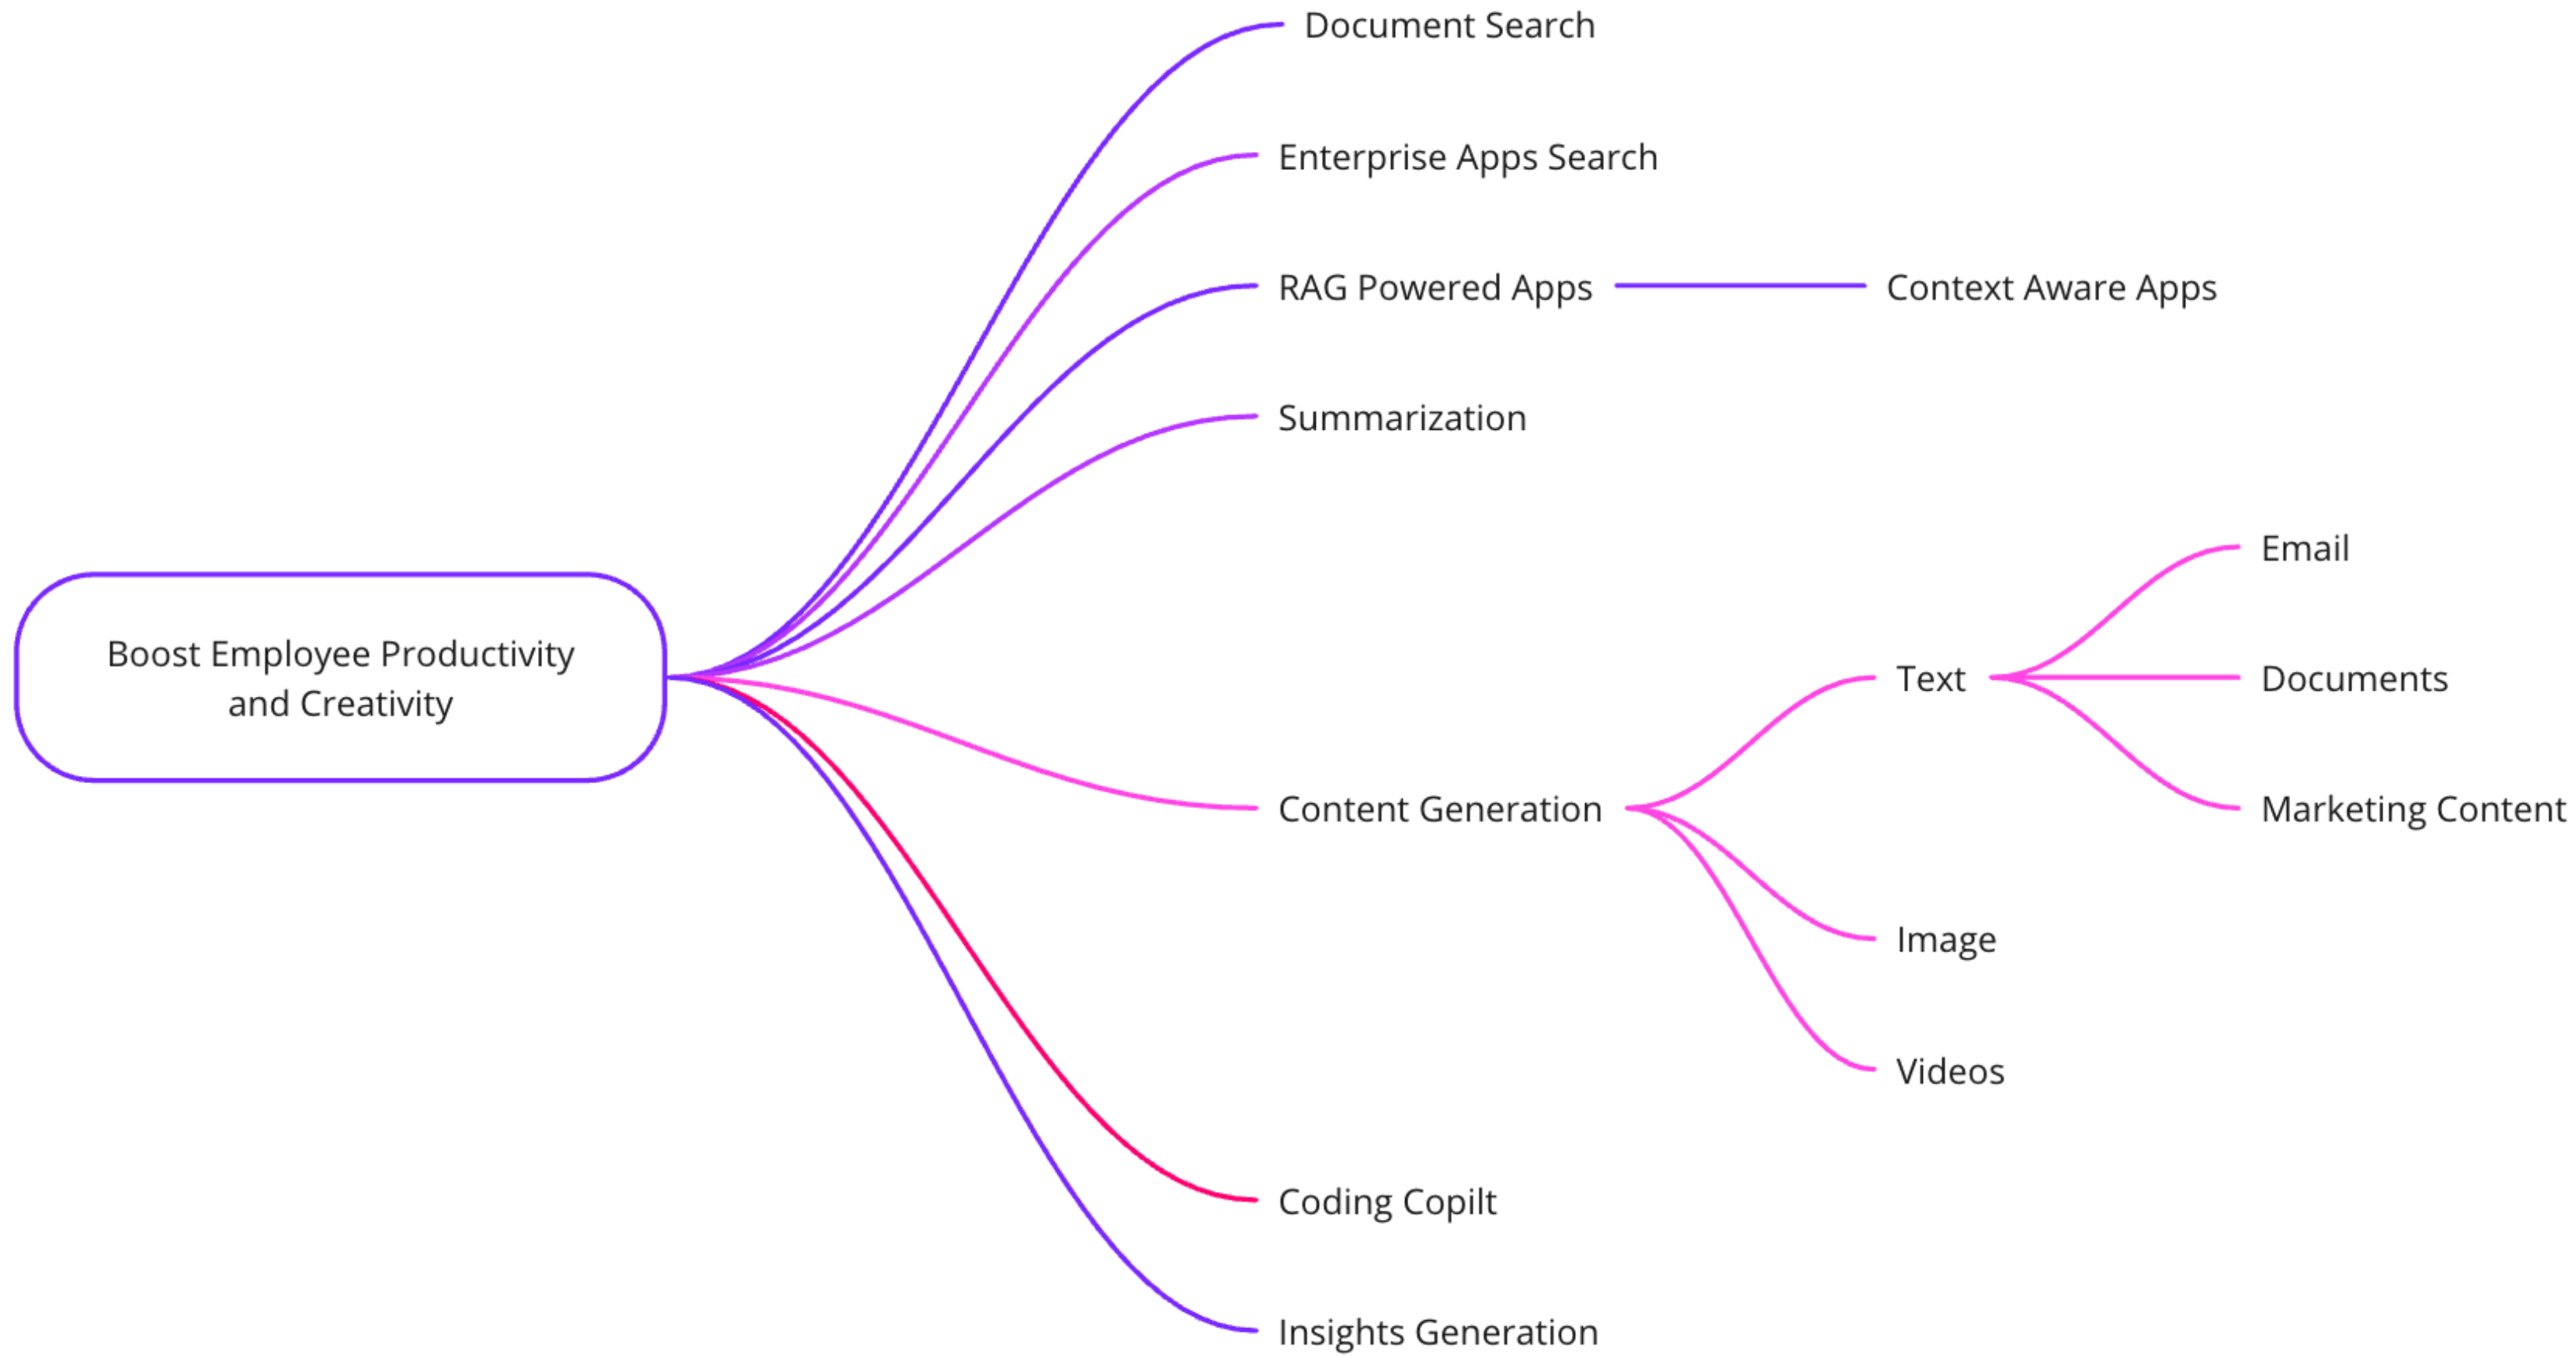 Document Search
Enterprise Apps Search
RAG Powered Apps
Context Aware Apps
Summarization
Boost Employee Productivity
and Creativity
Content Generation
Text
Email
Documents
Marketing Content
Image
Videos
Coding Copilt
Insights Generation